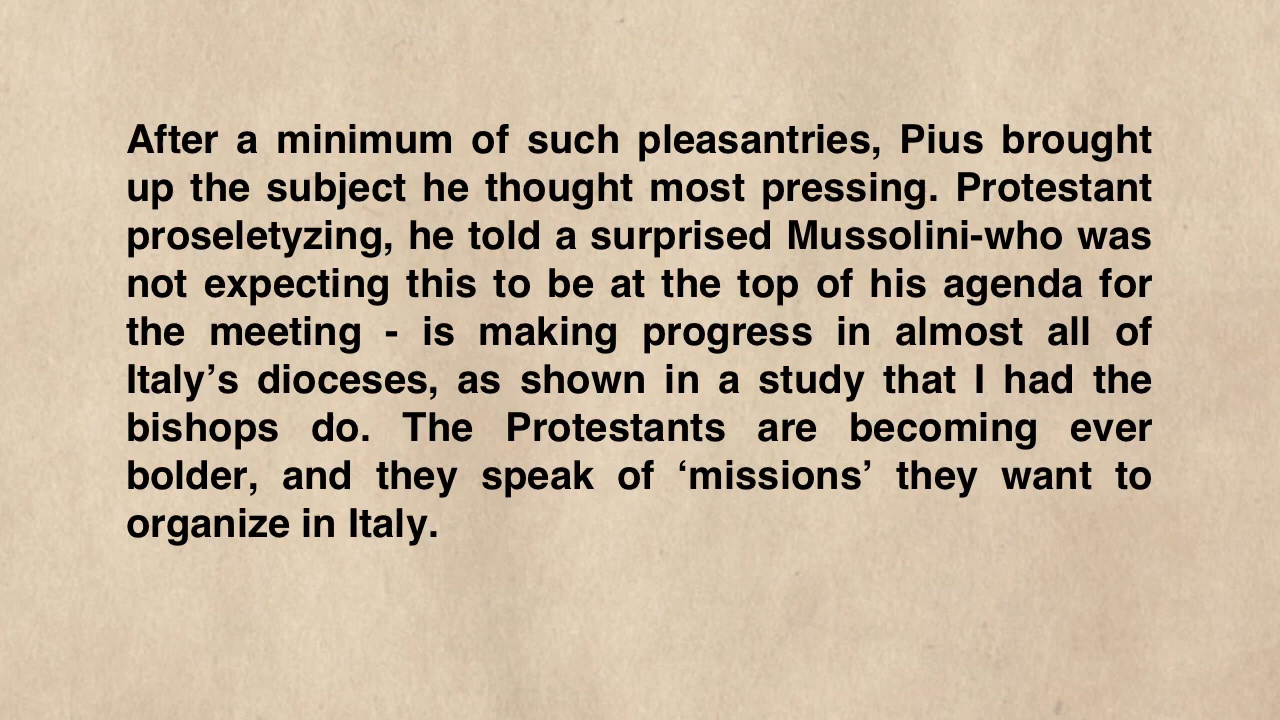 After a minimum of such pleasantries, Pius brought
up the subject he thought most pressing. Protestant
proseletyzing, he told a surprised Mussolini-who was
not expecting this to be at the top of his agenda for
the meeting - is making progress in almost all of
Italy’s dioceses, as shown in a study that I had the
bishops do. The Protestants are becoming ever
bolder, and they speak of ‘missions’ they want to
organize in Italy.